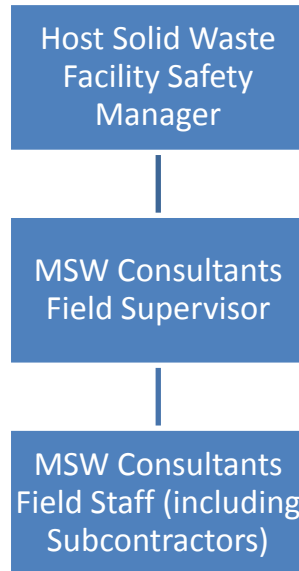 Host Solid Waste
Facility Safety
Manager
MSW Consultants
Field Supervisor
MSW Consultants
Field Staff (including
Subcontractors)